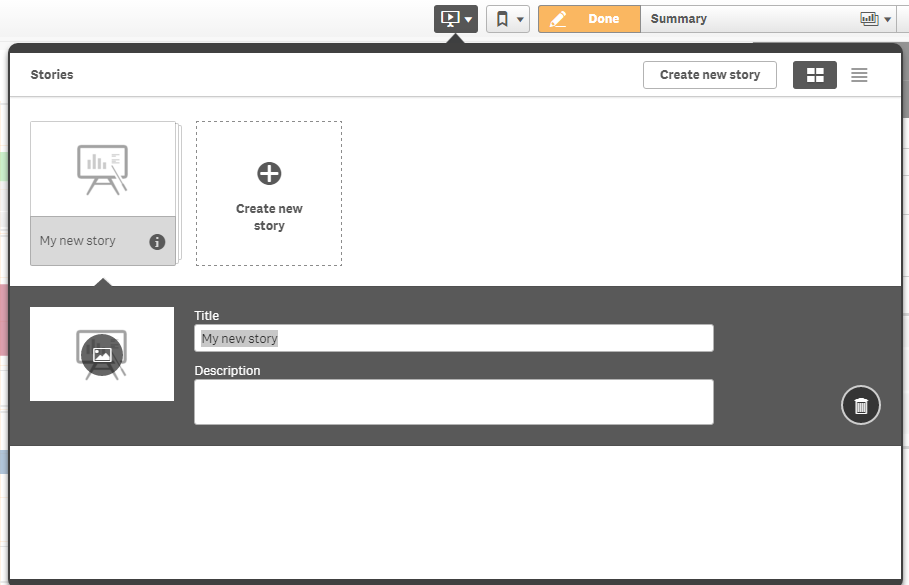 Done
Summary
Stories
Create new story
Create new
story
My new story
Title
My new story
Description